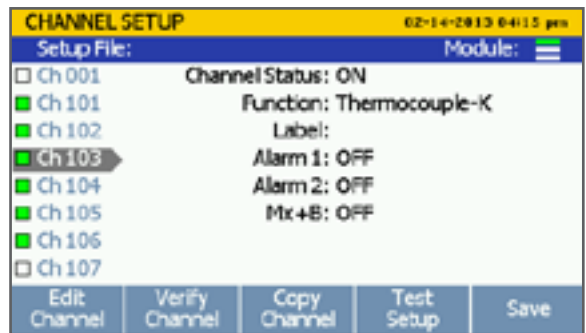 CHANNEL SETUP 02-14-2013 04:15 pm
Setup File: Module:
Ch 001 Channel Status: ON
Ch 101 Function: Thermocouple-K
Ch 102 Label:
Ch 103 Alarm 1: OFF
Ch 104 Alarm 2: OFF
Ch 105 Mx+B: OFF
Ch 106
Ch 107
Edit Channel Verify Channel Copy Channel Test Setup Save